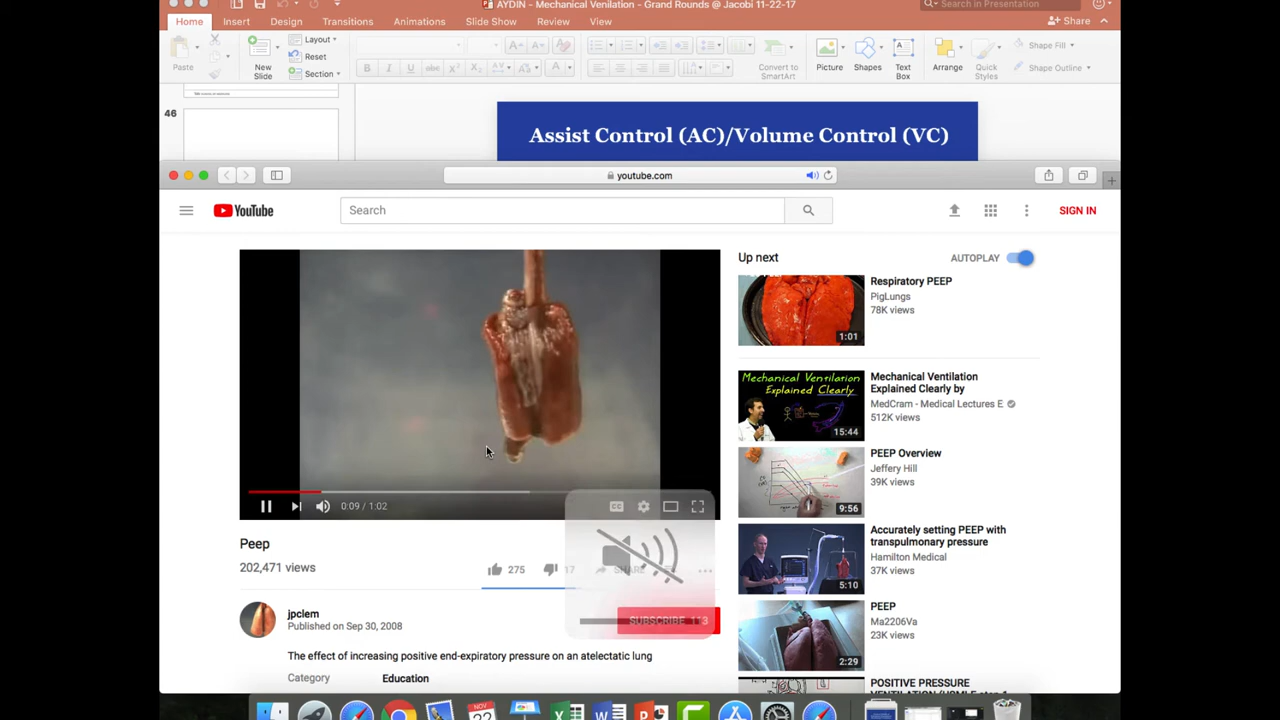 AYDIN - Mechanical Venilation - Grand Rounds @ Jacobi 11-22-17
Search in Presentation
Home Insert Design Transitions Animations Slide Show Review View
Share
Paste
New Slide
Layout
Reset
Section
Convert to SmartArt
Picture
Shapes
Text Box
Arrange
Quick Styles
Shape Fill
Shape Outline
46
Assist Control (AC)/Volume Control (VC)
youtube.com
YouTube
Search
SIGN IN
0:09 / 1:02
Peep
202,471 views
275
17
SHARE
jpclem
Published on Sep 30, 2008
SUBSCRIBE 113
The effect of increasing positive end-expiratory pressure on an atelectatic lung
Category Education
Up next
AUTOPLAY
1:01
Respiratory PEEP
PigLungs
78K views
Mechanical Ventilation
Explained Clearly
15:44
Mechanical Ventilation
Explained Clearly by
MedCram - Medical Lectures E
512K views
9:56
PEEP Overview
Jeffery Hill
39K views
5:10
Accurately setting PEEP with
transpulmonary pressure
Hamilton Medical
37K views
2:29
PEEP
Ma2206Va
23K views
POSITIVE PRESSURE
NOV
22